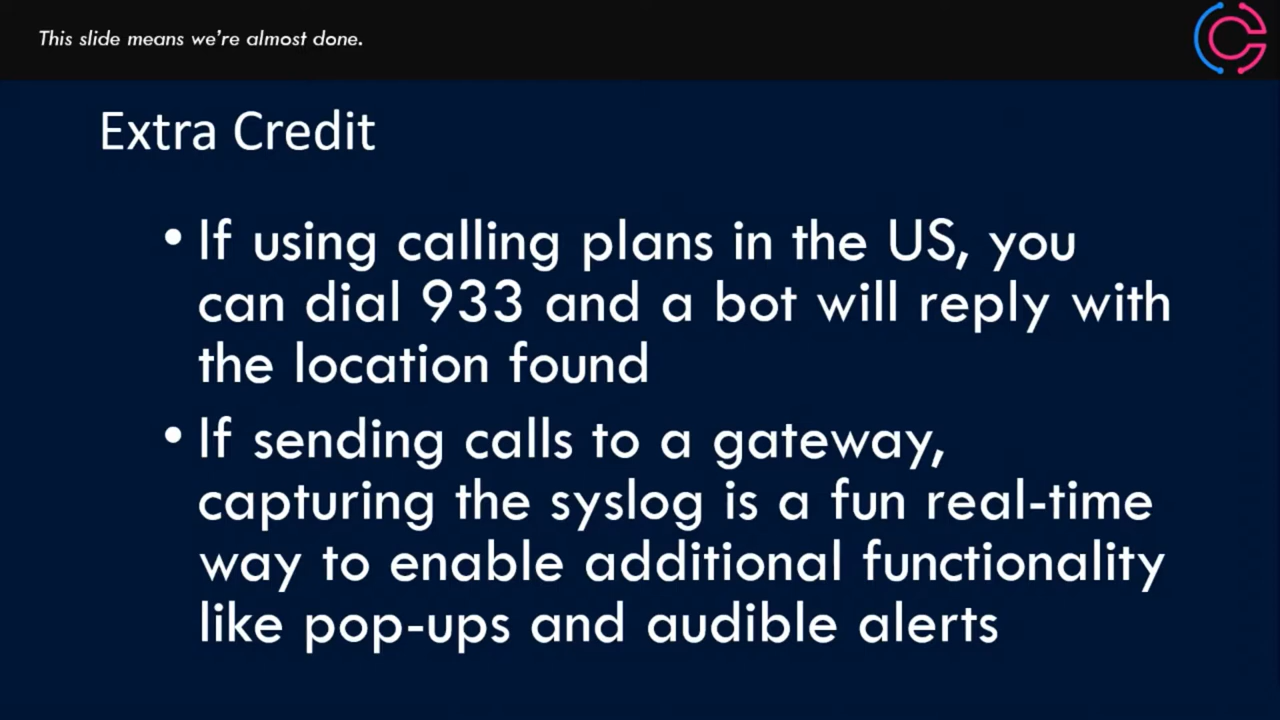 This slide means we're almost done.
Extra Credit
• If using calling plans in the US, you
can dial 933 and a bot will reply with
the location found
• If sending calls to a gateway,
capturing the syslog is a fun real-time
way to enable additional functionality
like pop-ups and audible alerts